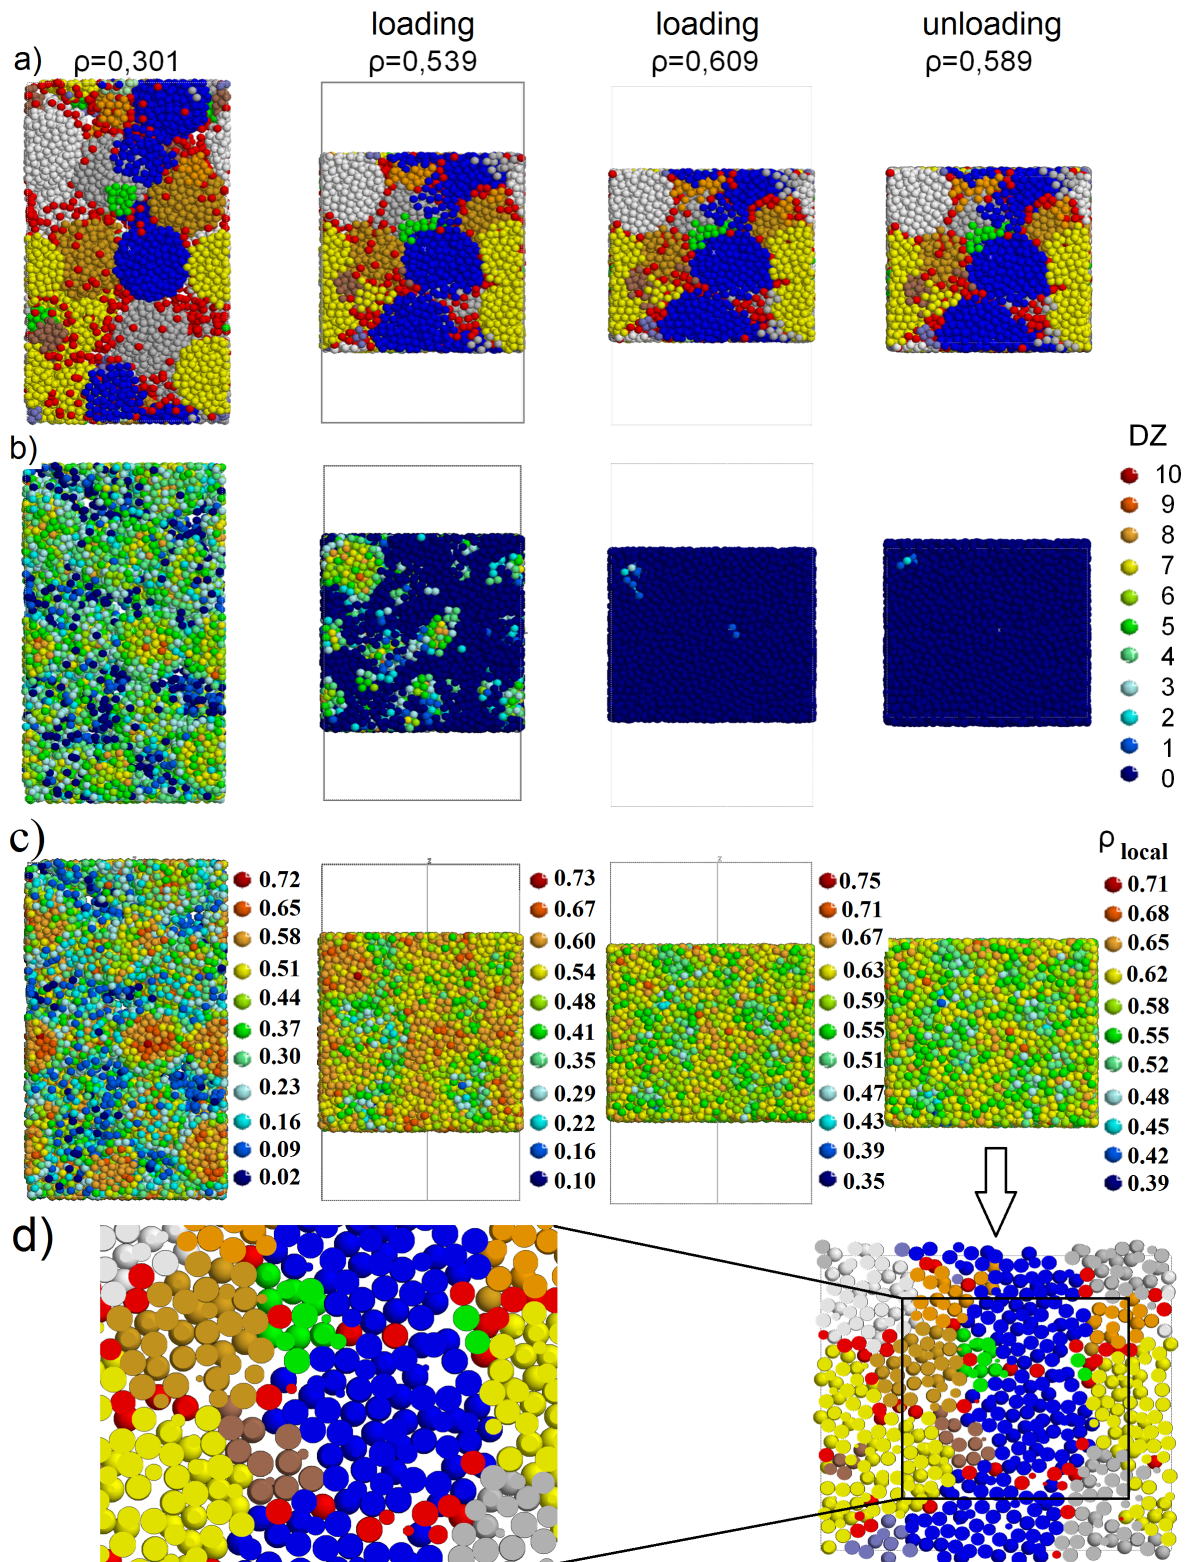 loading loading unloading
a) ρ=0,301 ρ=0,539 ρ=0,609 ρ=0,589
b)
DZ
10
9
8
7
6
5
4
3
2
1
0
c)
z z
ρ local
0.72 0.73 0.75 0.71
0.65 0.67 0.71 0.68
0.58 0.60 0.67 0.65
0.51 0.54 0.63 0.62
0.44 0.48 0.59 0.58
0.37 0.41 0.55 0.55
0.30 0.35 0.51 0.52
0.23 0.29 0.47 0.48
0.16 0.22 0.43 0.45
0.09 0.16 0.39 0.42
0.02 0.10 0.35 0.39
d)